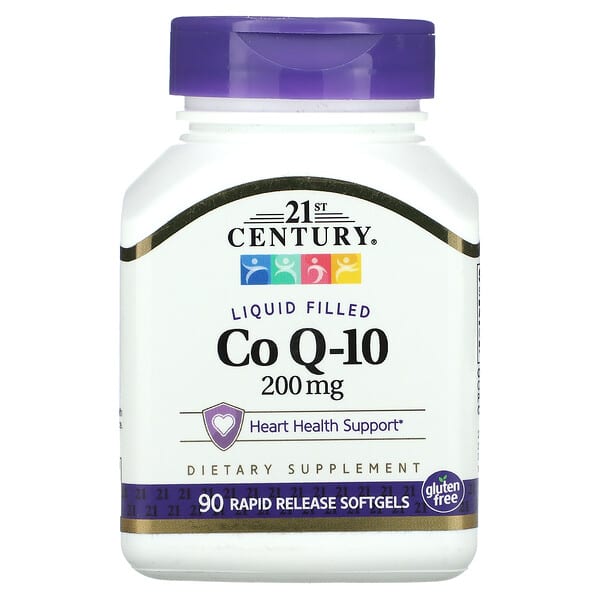 21ST
CENTURY®
LIQUID FILLED
Co Q-10
200 mg
Heart Health Support*
DIETARY SUPPLEMENT
90 RAPID RELEASE SOFTGELS
gluten
free